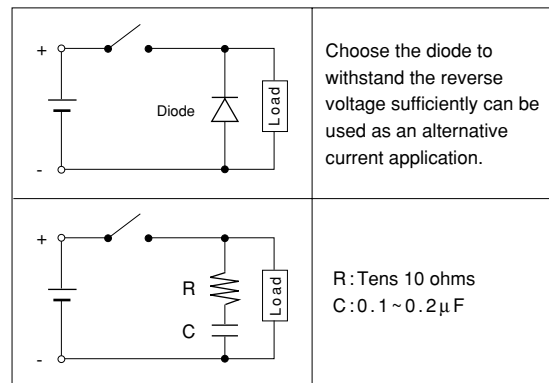 +
Diode
Load
-
Choose the diode to
withstand the reverse
voltage sufficiently can be
used as an alternative
current application.
+
R
C
Load
-
R:Tens 10 ohms
C:0.1~0.2µF